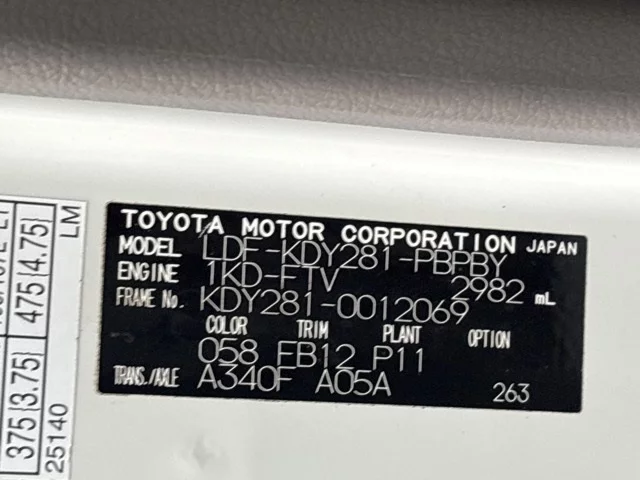 TOYOTA MOTOR CORPORATION JAPAN
MODEL LDF-KDY281-PBPBY
ENGINE 1KD-FTV 2982 mL
FRAME No. KDY281-0012069
COLOR TRIM PLANT OPTION
058 FB12 P11
TRANS./AXLE A340F A05A 263
475(4.75)
LM
375(3.75)
25140